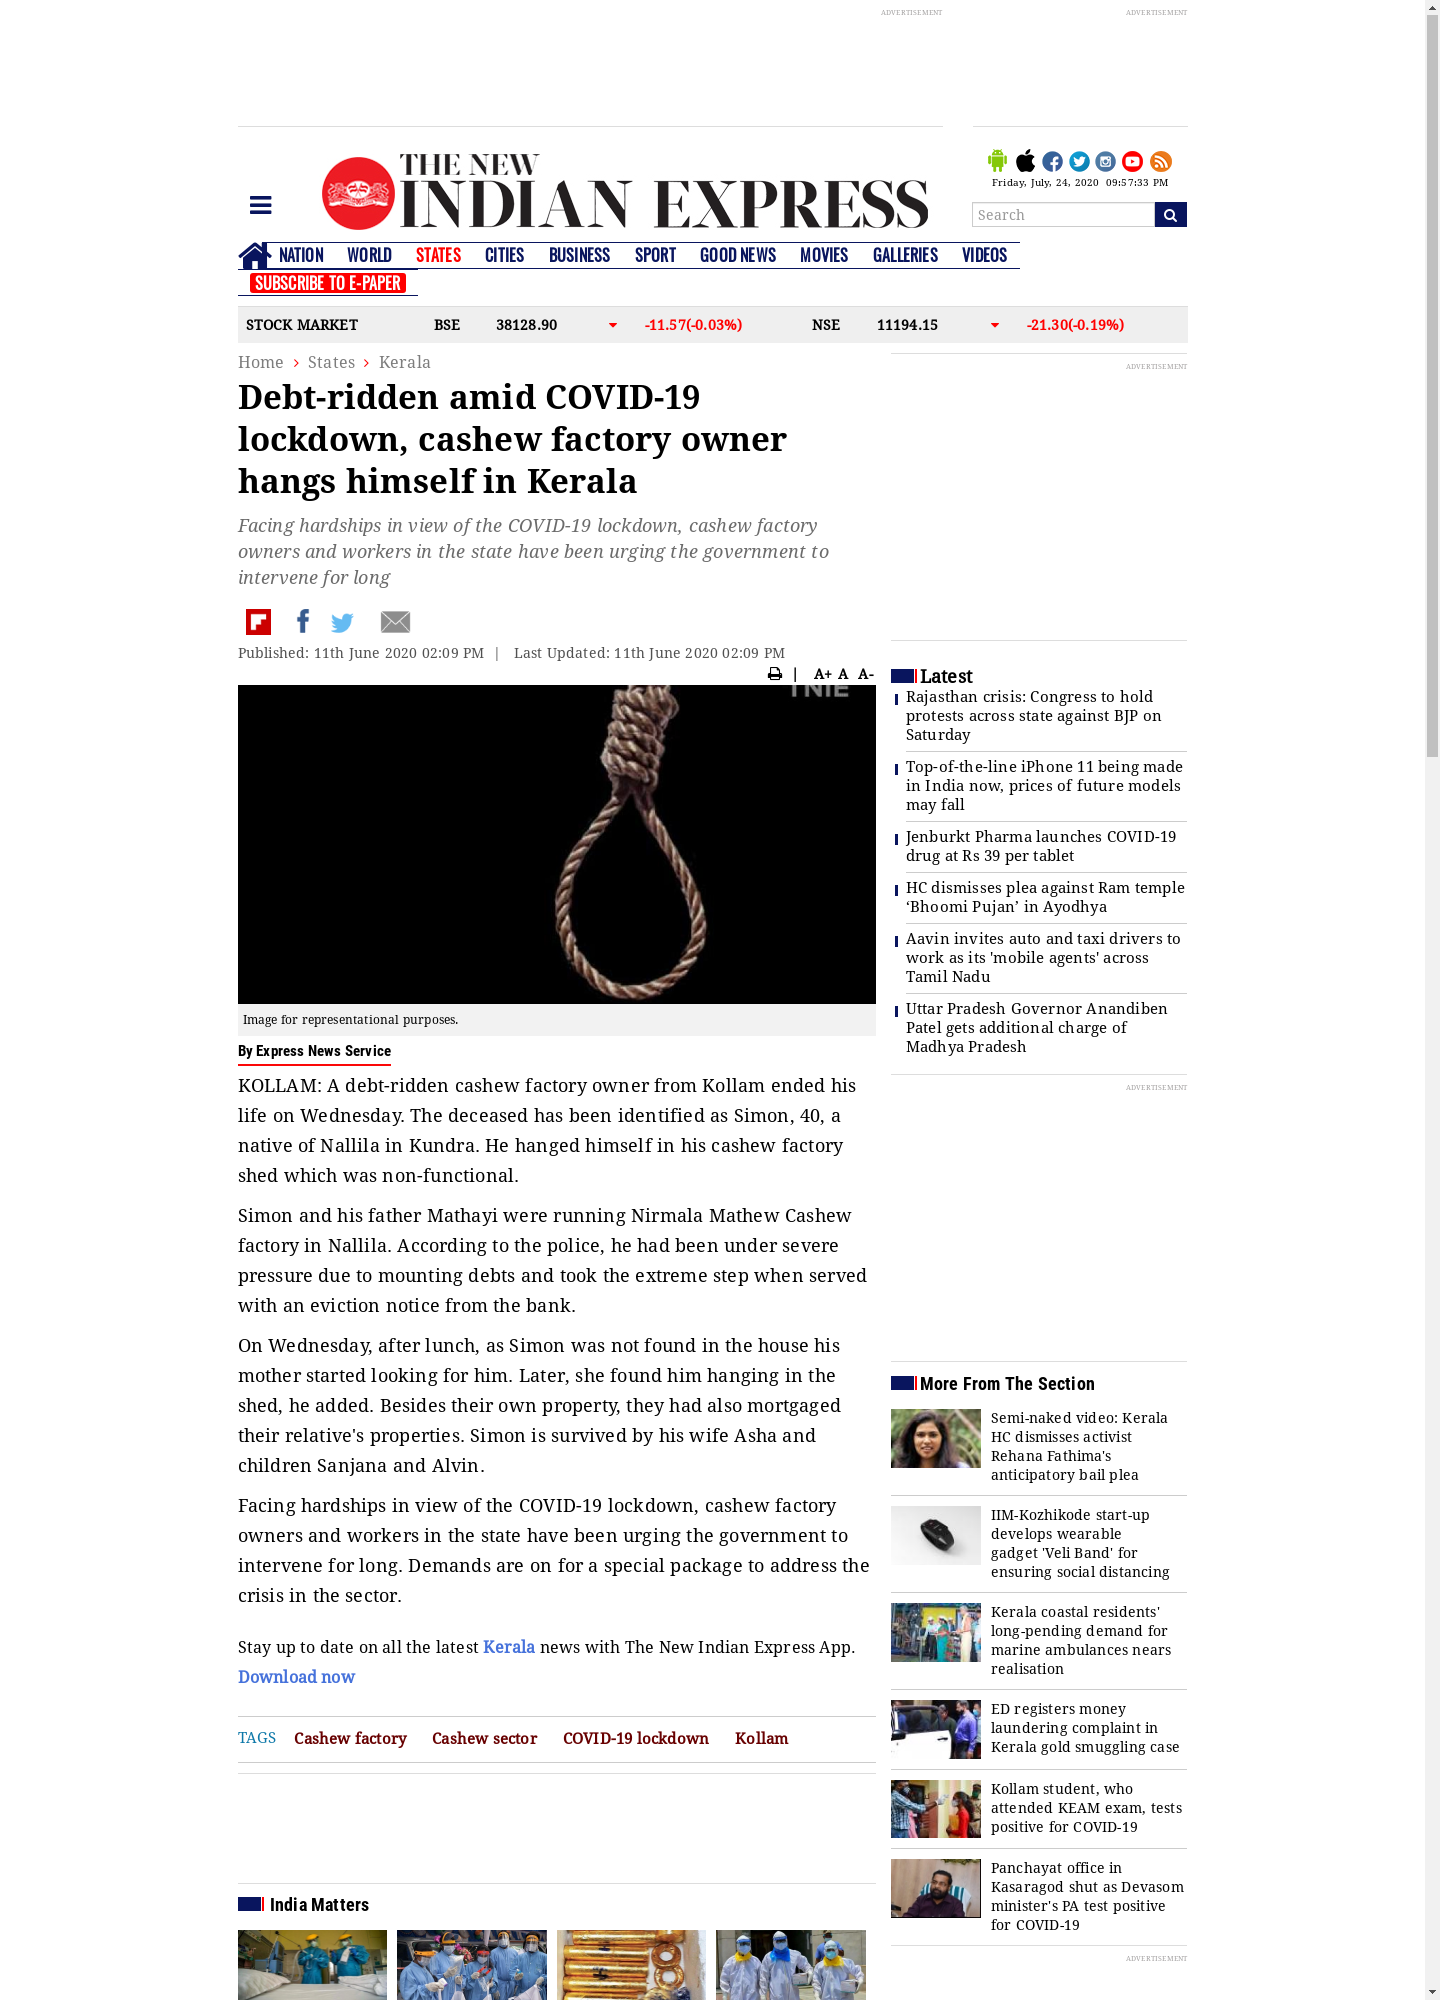 ADVERTISEMENT
ADVERTISEMENT
THE NEW
INDIAN EXPRESS
Friday, July, 24, 2020 09:57:33 PM
Search
NATION WORLD STATES CITIES BUSINESS SPORT GOOD NEWS MOVIES GALLERIES VIDEOS
SUBSCRIBE TO E-PAPER
STOCK MARKET BSE 38128.90 -11.57(-0.03%) NSE 11194.15 -21.30(-0.19%)
Home States Kerala
Debt-ridden amid COVID-19
lockdown, cashew factory owner
hangs himself in Kerala
Facing hardships in view of the COVID-19 lockdown, cashew factory
owners and workers in the state have been urging the government to
intervene for long
Published: 11th June 2020 02:09 PM | Last Updated: 11th June 2020 02:09 PM
| A+ A A-
TNIE
Image for representational purposes.
By Express News Service
KOLLAM: A debt-ridden cashew factory owner from Kollam ended his
life on Wednesday. The deceased has been identified as Simon, 40, a
native of Nallila in Kundra. He hanged himself in his cashew factory
shed which was non-functional.
Simon and his father Mathayi were running Nirmala Mathew Cashew
factory in Nallila. According to the police, he had been under severe
pressure due to mounting debts and took the extreme step when served
with an eviction notice from the bank.
On Wednesday, after lunch, as Simon was not found in the house his
mother started looking for him. Later, she found him hanging in the
shed, he added. Besides their own property, they had also mortgaged
their relative's properties. Simon is survived by his wife Asha and
children Sanjana and Alvin.
Facing hardships in view of the COVID-19 lockdown, cashew factory
owners and workers in the state have been urging the government to
intervene for long. Demands are on for a special package to address the
crisis in the sector.
Stay up to date on all the latest Kerala news with The New Indian Express App.
Download now
TAGS Cashew factory Cashew sector COVID-19 lockdown Kollam
India Matters
ADVERTISEMENT
Latest
Rajasthan crisis: Congress to hold
protests across state against BJP on
Saturday
Top-of-the-line iPhone 11 being made
in India now, prices of future models
may fall
Jenburkt Pharma launches COVID-19
drug at Rs 39 per tablet
HC dismisses plea against Ram temple
‘Bhoomi Pujan’ in Ayodhya
Aavin invites auto and taxi drivers to
work as its 'mobile agents' across
Tamil Nadu
Uttar Pradesh Governor Anandiben
Patel gets additional charge of
Madhya Pradesh
ADVERTISEMENT
More From The Section
Semi-naked video: Kerala
HC dismisses activist
Rehana Fathima's
anticipatory bail plea
IIM-Kozhikode start-up
develops wearable
gadget 'Veli Band' for
ensuring social distancing
Kerala coastal residents'
long-pending demand for
marine ambulances nears
realisation
ED registers money
laundering complaint in
Kerala gold smuggling case
Kollam student, who
attended KEAM exam, tests
positive for COVID-19
Panchayat office in
Kasaragod shut as Devasom
minister's PA test positive
for COVID-19
ADVERTISEMENT